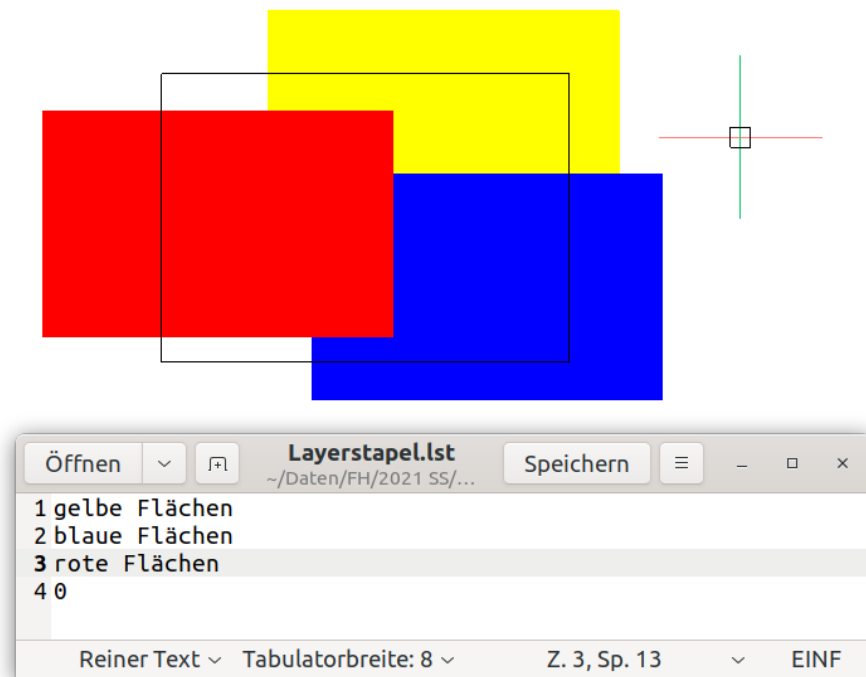 Öffnen
Layerstapel.lst
~/Daten/FH/2021 SS/...
Speichern
1 gelbe Flächen
2 blaue Flächen
3 rote Flächen
4 0
Reiner Text Tabulatorbreite: 8 Z. 3, Sp. 13 EINF